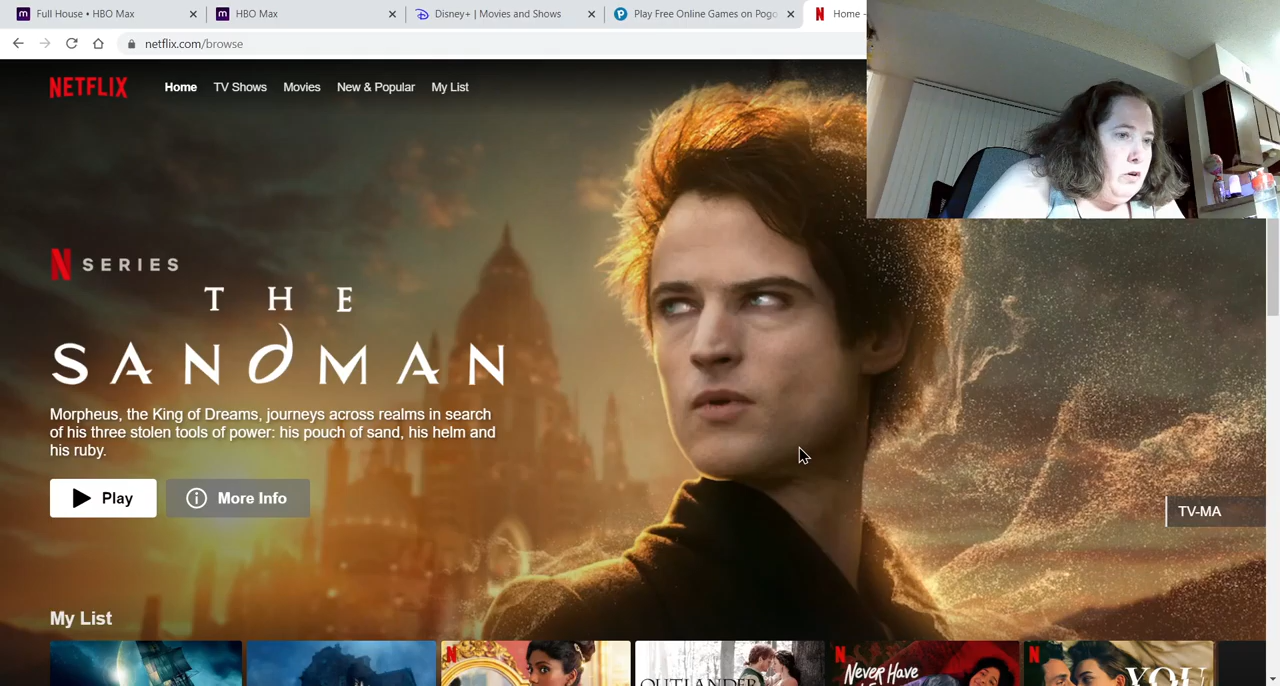 Full House • HBO Max
HBO Max
Disney+ | Movies and Shows
Play Free Online Games on Pogo
Home -
netflix.com/browse
NETFLIX
Home
TV Shows
Movies
New & Popular
My List
N SERIES
THE
SANDMAN
Morpheus, the King of Dreams, journeys across realms in search
of his three stolen tools of power: his pouch of sand, his helm and
his ruby.
Play
More Info
TV-MA
My List
OUTLANDER
Never Have
YOU